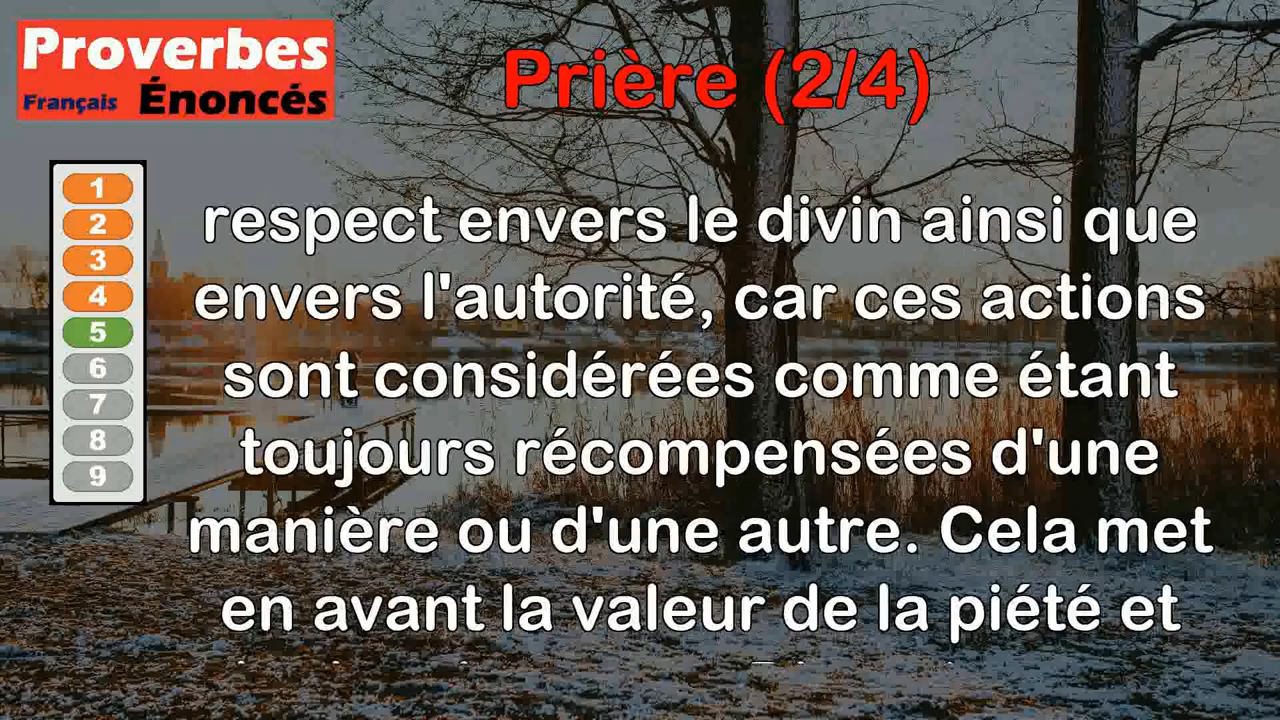 Proverbes
Français Énoncés
Prière (2/4)
1
2
3
4
5
6
7
8
9
respect envers le divin ainsi que
envers l'autorité, car ces actions
sont considérées comme étant
toujours récompensées d'une
manière ou d'une autre. Cela met
en avant la valeur de la piété et